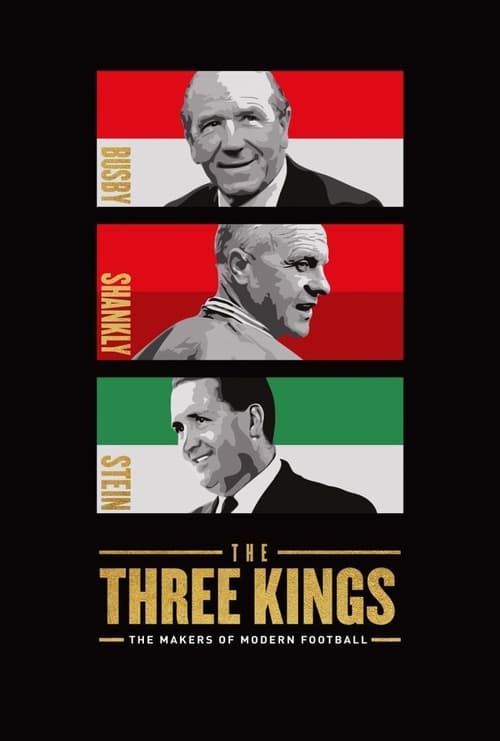 BUSBY
SHANKLY
STEIN
THE
THREE KINGS
THE MAKERS OF MODERN FOOTBALL